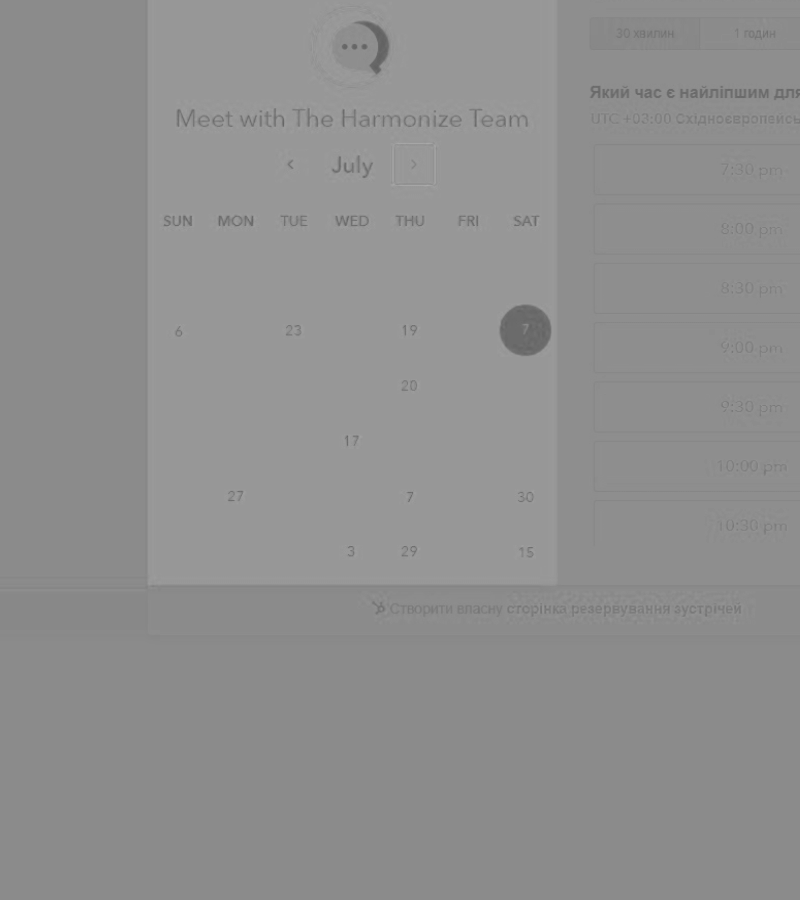 Meet with The Harmonize Team
July
SUN MON TUE WED THU FRI SAT
6 23 19 7
20
17
27 7 30
3 29 15
30 хвилин 1 годин
Який час є найліпшим для
UTC +03:00 Східноєвропейсь
7:30 pm
8:00 pm
8:30 pm
9:00 pm
9:30 pm
10:00 pm
10:30 pm
Створити власну сторінка резервування зустрічей